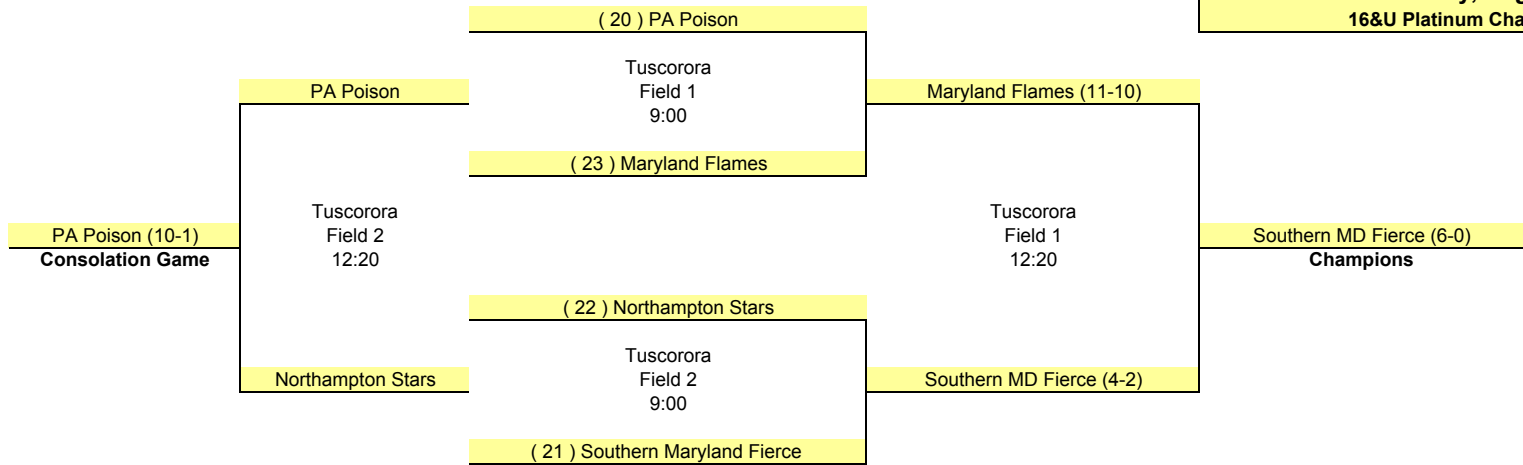 16&U Platinum
( 20 ) PA Poison
Tuscorora
Field 1
9:00
( 23 ) Maryland Flames
PA Poison
Maryland Flames (11-10)
Tuscorora
Field 2
12:20
PA Poison (10-1)
Consolation Game
Tuscorora
Field 1
12:20
Southern MD Fierce (6-0)
Champions
( 22 ) Northampton Stars
Tuscorora
Field 2
9:00
( 21 ) Southern Maryland Fierce
Northampton Stars
Southern MD Fierce (4-2)